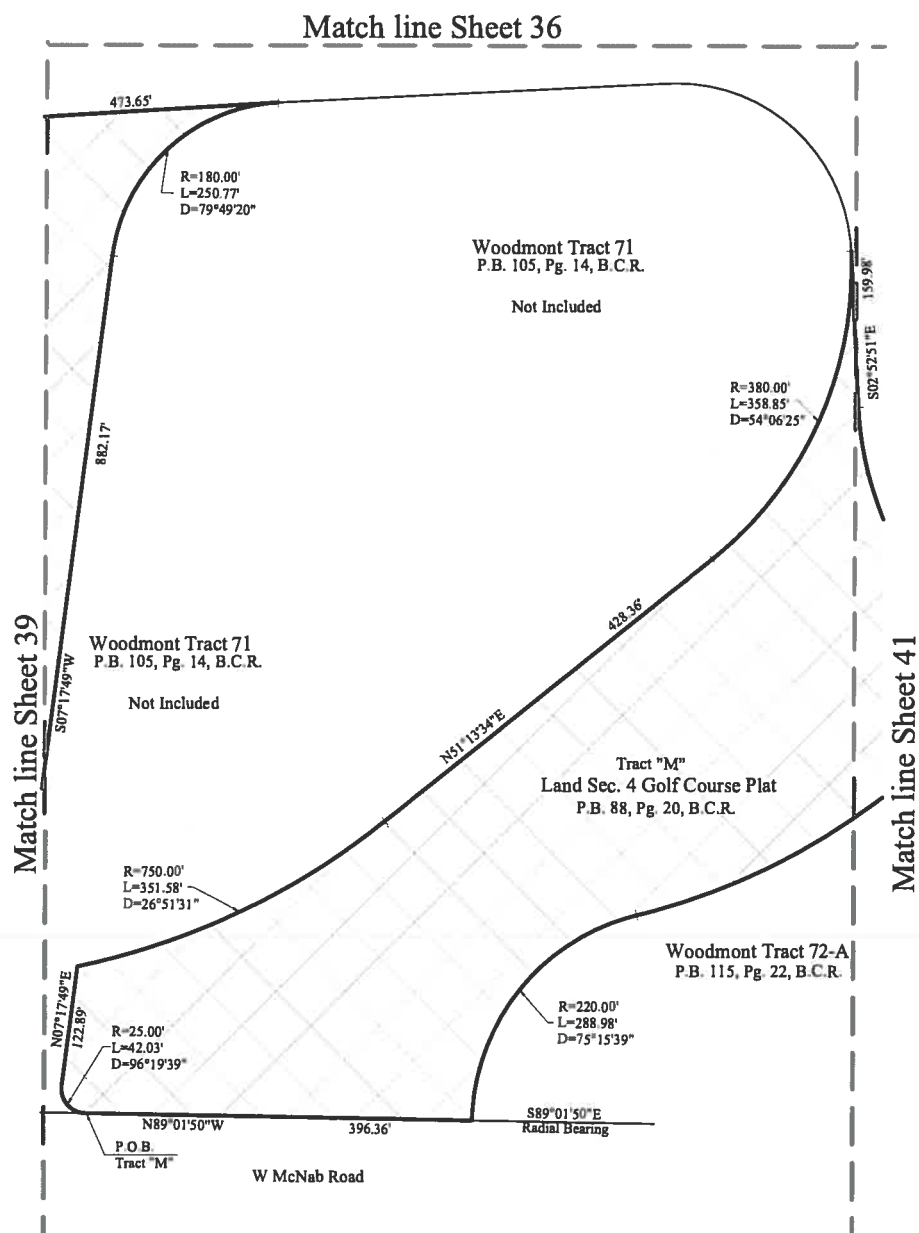 Match line Sheet 36
473.65'
R=180.00'
L=250.77'
D=79°49'20"
Woodmont Tract 71
P.B. 105, Pg. 14, B.C.R.
Not Included
159.98'
S02°52'51"E
R=380.00'
L=358.85'
D=54°06'25"
882.17'
S07°17'49"W
428.36'
N51°13'34"E
Match line Sheet 39
Woodmont Tract 71
P.B. 105, Pg. 14, B.C.R.
Not Included
Match line Sheet 41
Tract "M"
Land Sec. 4 Golf Course Plat
P.B. 88, Pg. 20, B.C.R.
R=750.00'
L=351.58'
D=26°51'31"
Woodmont Tract 72-A
P.B. 115, Pg. 22, B.C.R.
N07°17'49"E
122.89'
R=25.00'
L=42.03'
D=96°19'39"
R=220.00'
L=288.98'
D=75°15'39"
N89°01'50"W
396.36'
S89°01'50"E
Radial Bearing
P.O.B.
Tract "M"
W McNab Road